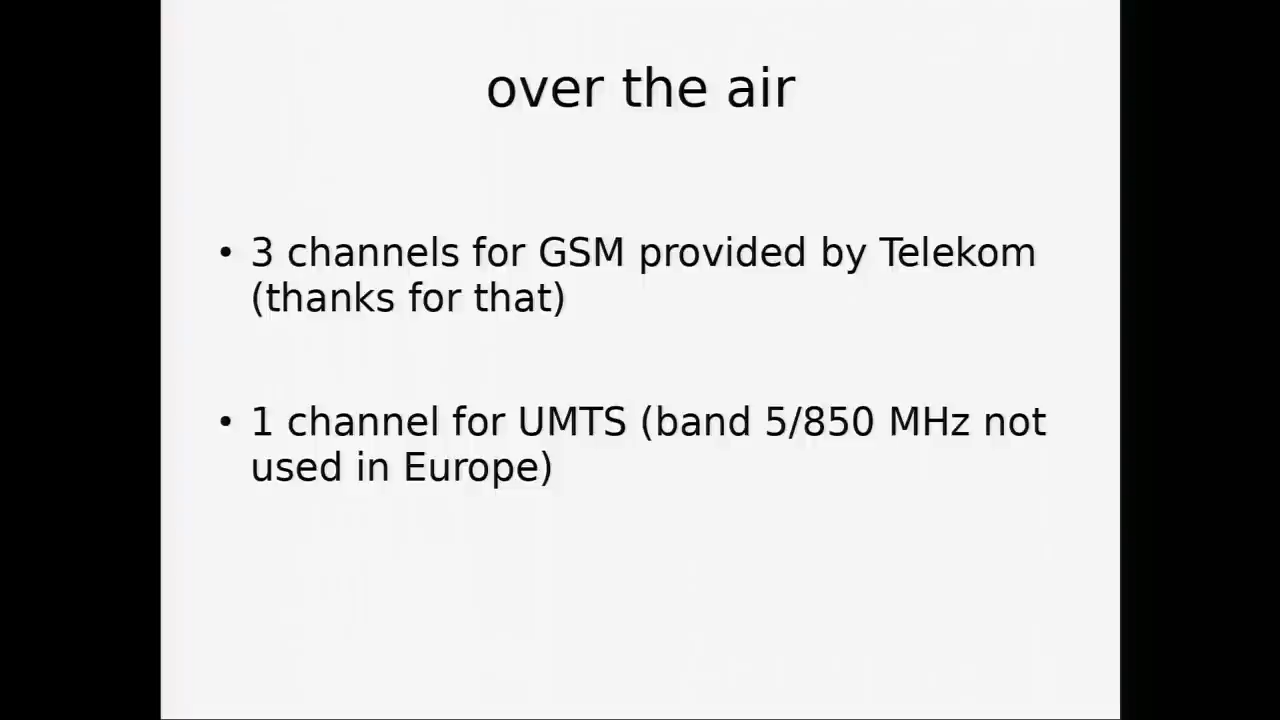 over the air
• 3 channels for GSM provided by Telekom
(thanks for that)
• 1 channel for UMTS (band 5/850 MHz not
used in Europe)